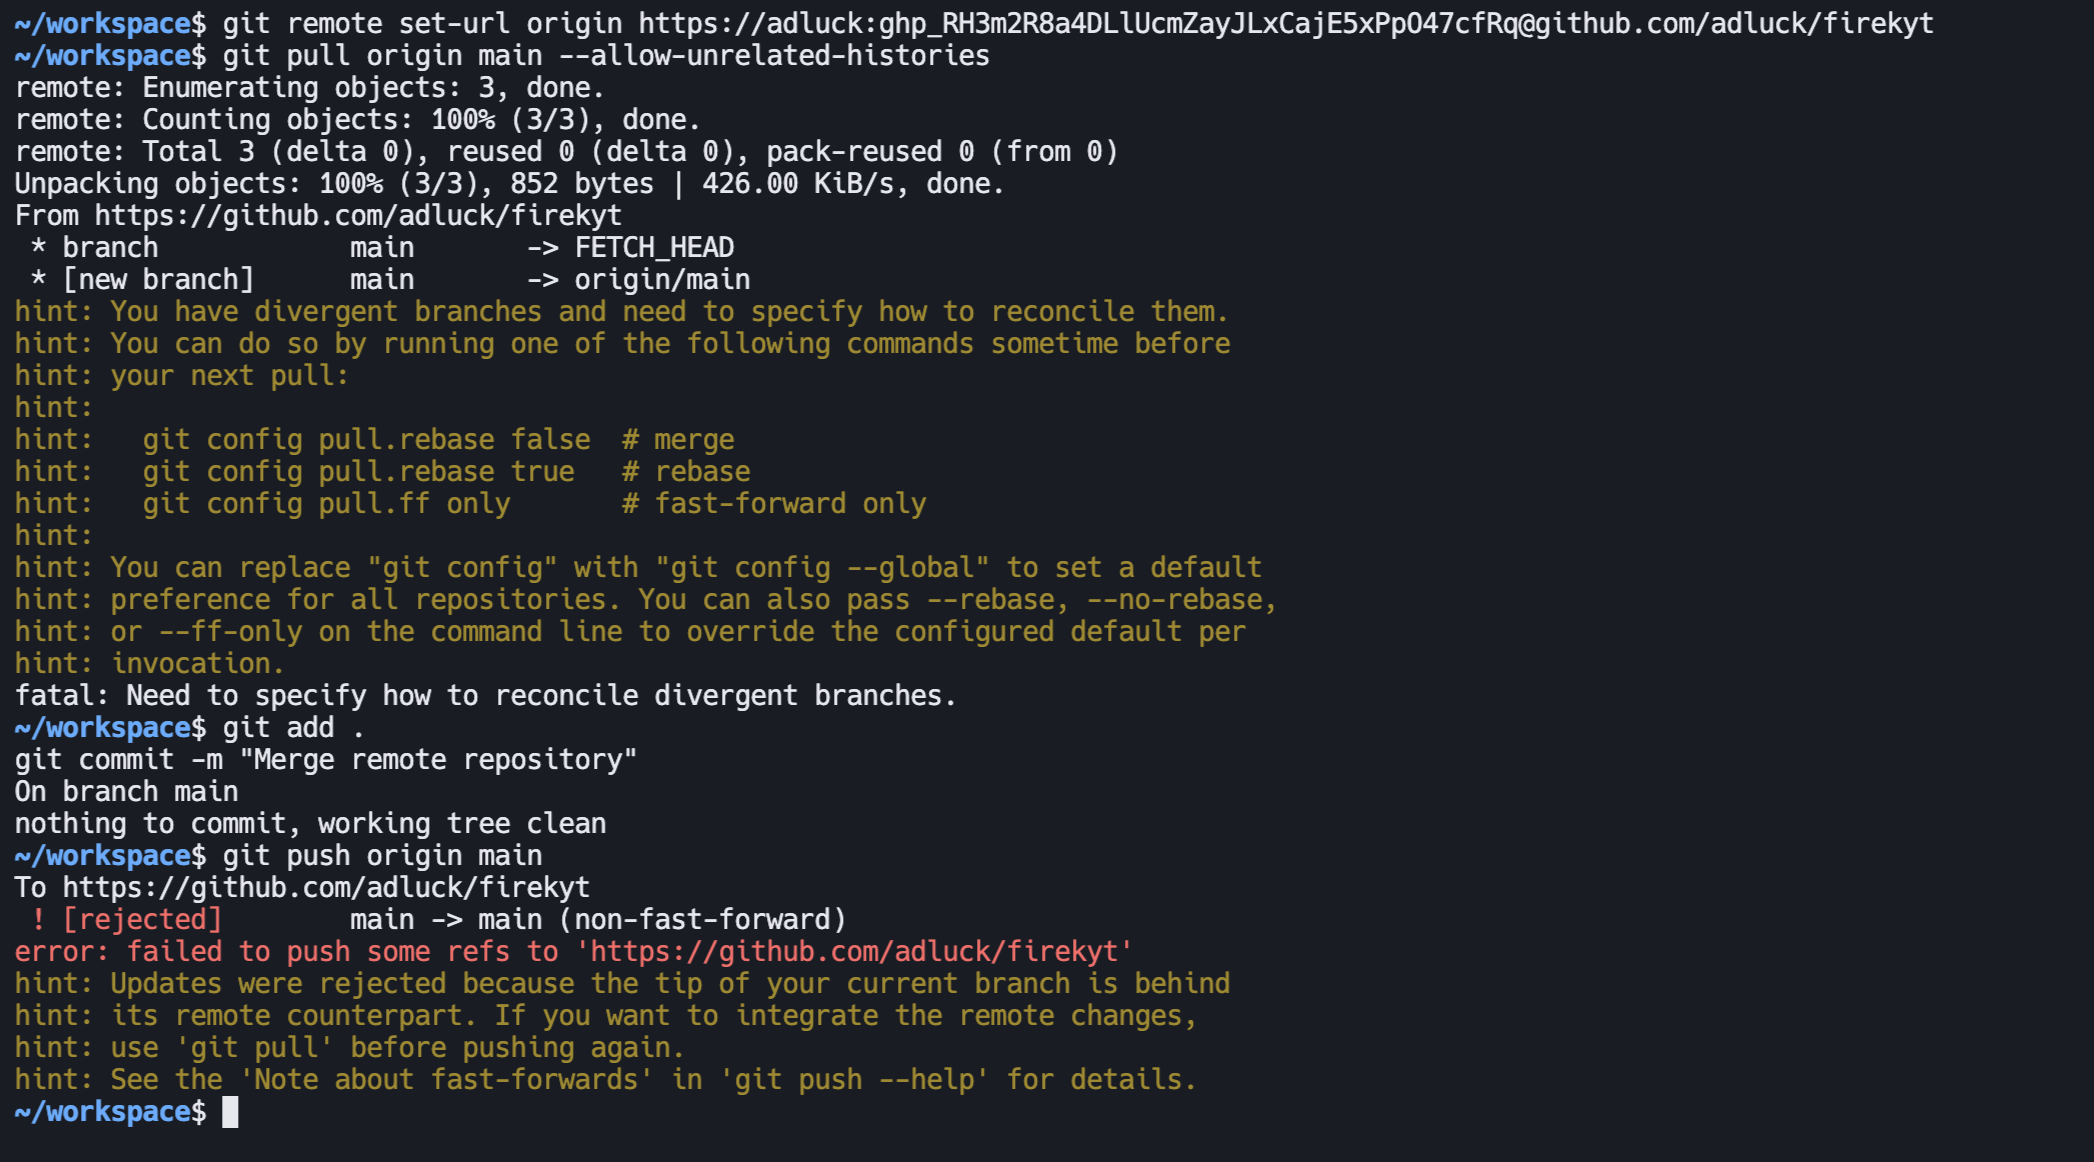 ~/workspace$ git remote set-url origin https://adluck:[token omitted]@github.com/adluck/firekyt
~/workspace$ git pull origin main --allow-unrelated-histories
remote: Enumerating objects: 3, done.
remote: Counting objects: 100% (3/3), done.
remote: Total 3 (delta 0), reused 0 (delta 0), pack-reused 0 (from 0)
Unpacking objects: 100% (3/3), 852 bytes | 426.00 KiB/s, done.
From https://github.com/adluck/firekyt
 * branch            main       -> FETCH_HEAD
 * [new branch]      main       -> origin/main
hint: You have divergent branches and need to specify how to reconcile them.
hint: You can do so by running one of the following commands sometime before
hint: your next pull:
hint:
hint:   git config pull.rebase false  # merge
hint:   git config pull.rebase true   # rebase
hint:   git config pull.ff only       # fast-forward only
hint:
hint: You can replace "git config" with "git config --global" to set a default
hint: preference for all repositories. You can also pass --rebase, --no-rebase,
hint: or --ff-only on the command line to override the configured default per
hint: invocation.
fatal: Need to specify how to reconcile divergent branches.
~/workspace$ git add .
git commit -m "Merge remote repository"
On branch main
nothing to commit, working tree clean
~/workspace$ git push origin main
To https://github.com/adluck/firekyt
 ! [rejected]        main -> main (non-fast-forward)
error: failed to push some refs to 'https://github.com/adluck/firekyt'
hint: Updates were rejected because the tip of your current branch is behind
hint: its remote counterpart. If you want to integrate the remote changes,
hint: use 'git pull' before pushing again.
hint: See the 'Note about fast-forwards' in 'git push --help' for details.
~/workspace$